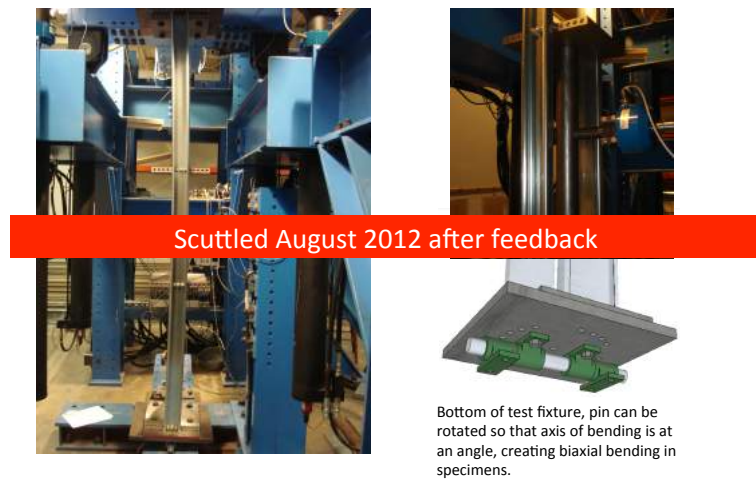 Scuttled August 2012 after feedback
Bottom of test fixture, pin can be
rotated so that axis of bending is at
an angle, creating biaxial bending in
specimens.